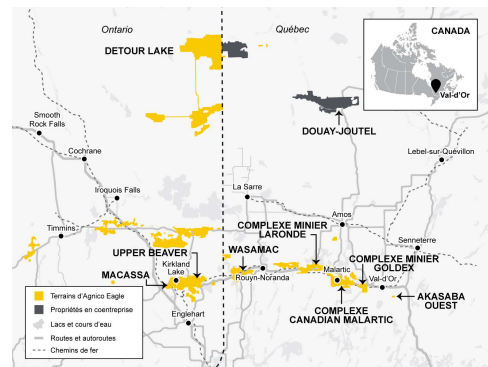 Ontario
Québec
CANADA
Val-d'Or
DETOUR LAKE
DOUAY-JOUTEL
Smooth
Rock Falls
Cochrane
Lebel-sur-Quévillon
Iroquois Falls
La Sarre
Timmins
Amos
COMPLEXE MINIER
LARONDE
Senneterre
UPPER BEAVER
WASAMAC
COMPLEXE MINIER
GOLDEX
Kirkland
Lake
MACASSA
Rouyn-Noranda
Malartic
Val-d'Or
AKASABA
OUEST
COMPLEXE
CANADIAN MALARTIC
Englehart
Terrains d'Agnico Eagle
Propriétés en coentreprise
Lacs et cours d'eau
Routes et autoroutes
Chemins de fer